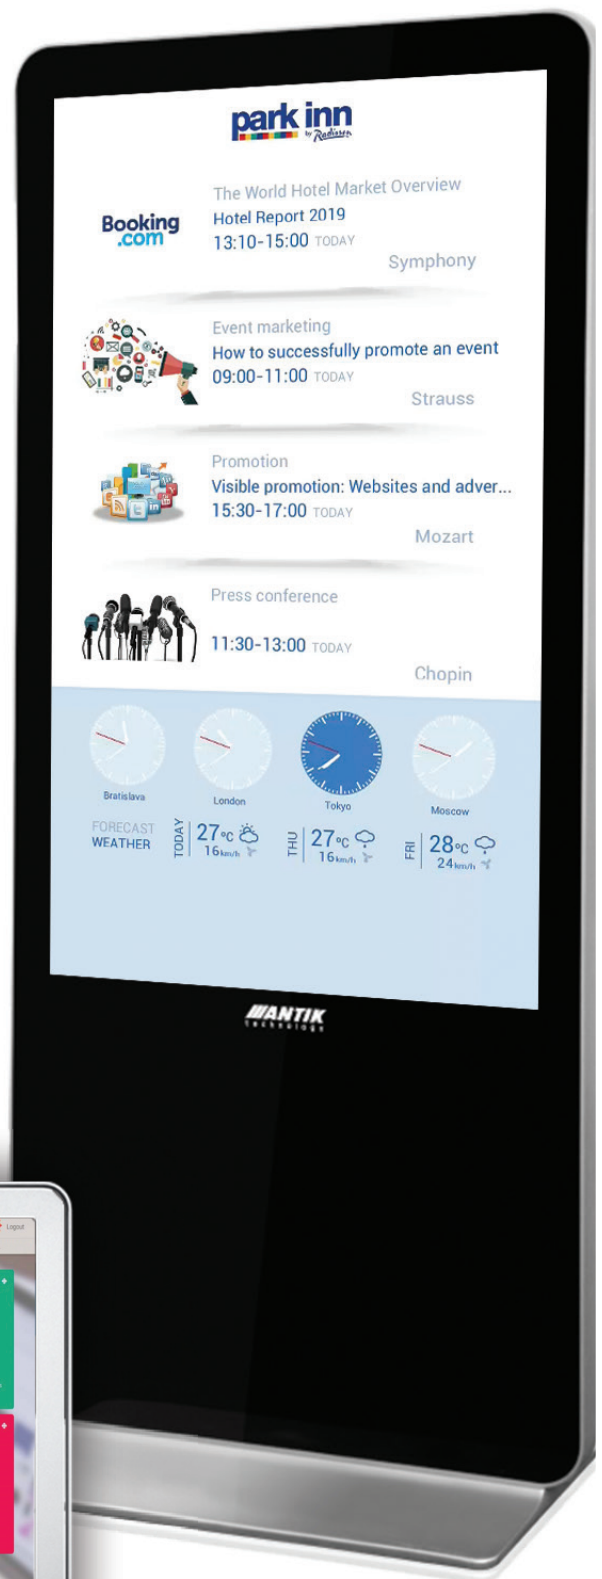 park inn
by Radisson
Booking
.com
The World Hotel Market Overview
Hotel Report 2019
13:10-15:00 TODAY
Symphony
Event marketing
How to successfully promote an event
09:00-11:00 TODAY
Strauss
Promotion
Visible promotion: Websites and adver...
15:30-17:00 TODAY
Mozart
Press conference
11:30-13:00 TODAY
Chopin
Bratislava
London
Tokyo
Moscow
FORECAST
WEATHER
TODAY
27°C
16km/h
THU
27°C
16km/h
FRI
28°C
24km/h
ANTIK
technology
Logout